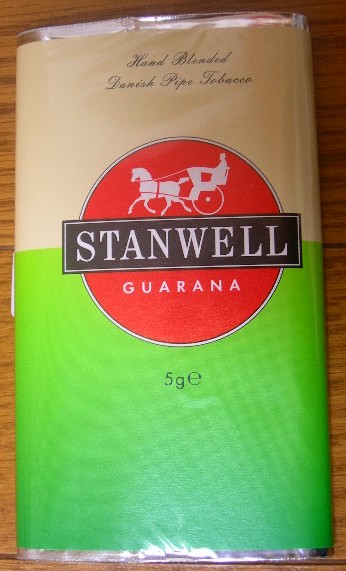 Hand Blended
Danish Pipe Tobacco
STANWELL
GUARANA
5g℮